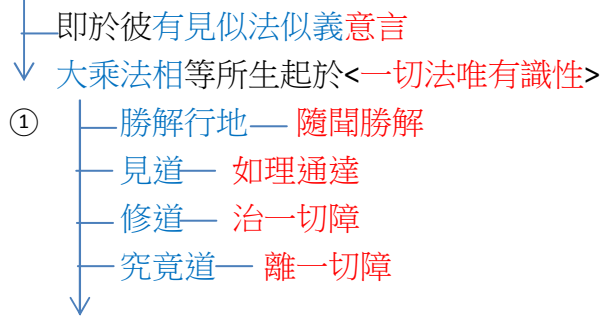 即於彼有見似法似義意言
大乘法相等所生起於<一切法唯有識性>
① 勝解行地— 隨聞勝解
見道— 如理通達
修道— 治一切障
究竟道— 離一切障